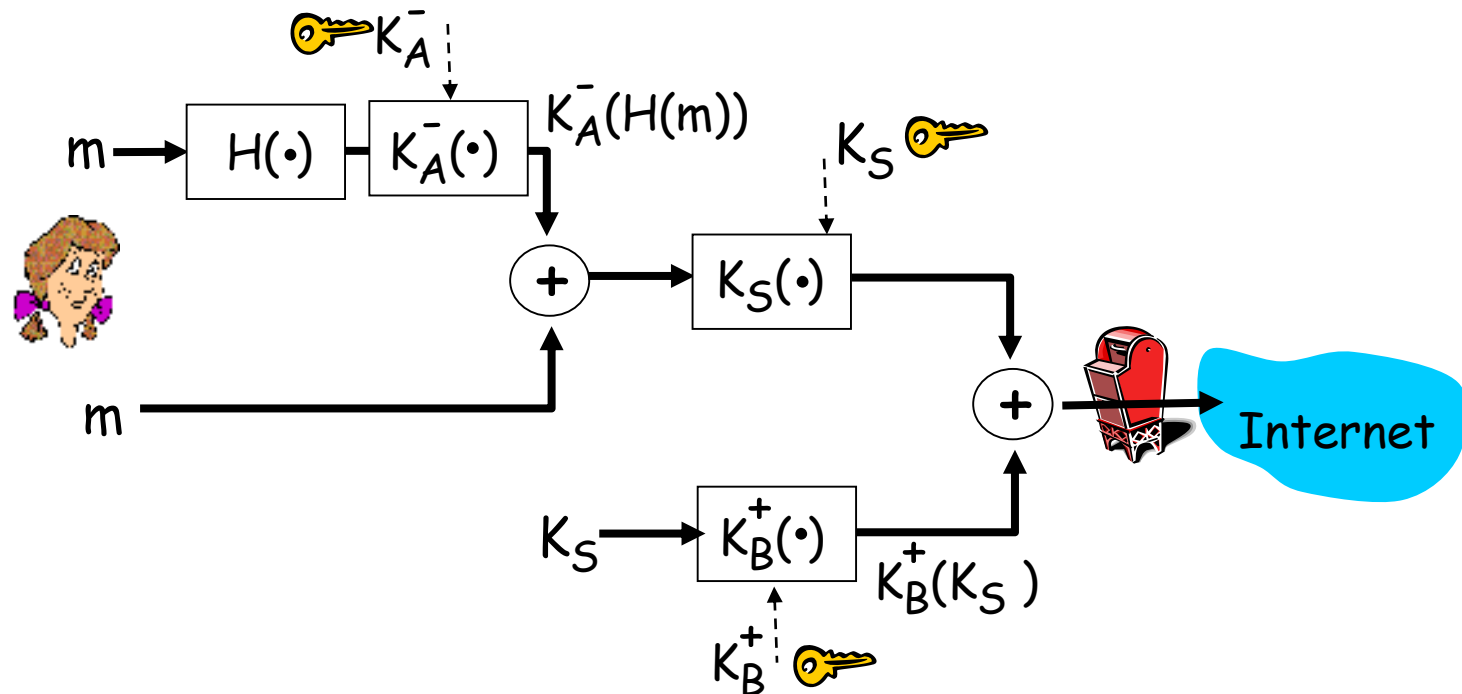 K_A^-
m
H(•)
K_A^-(•)
K_A^-(H(m))
K_S
+
K_S(•)
m
+
Internet
K_S
K_B^+(•)
K_B^+(K_S )
K_B^+